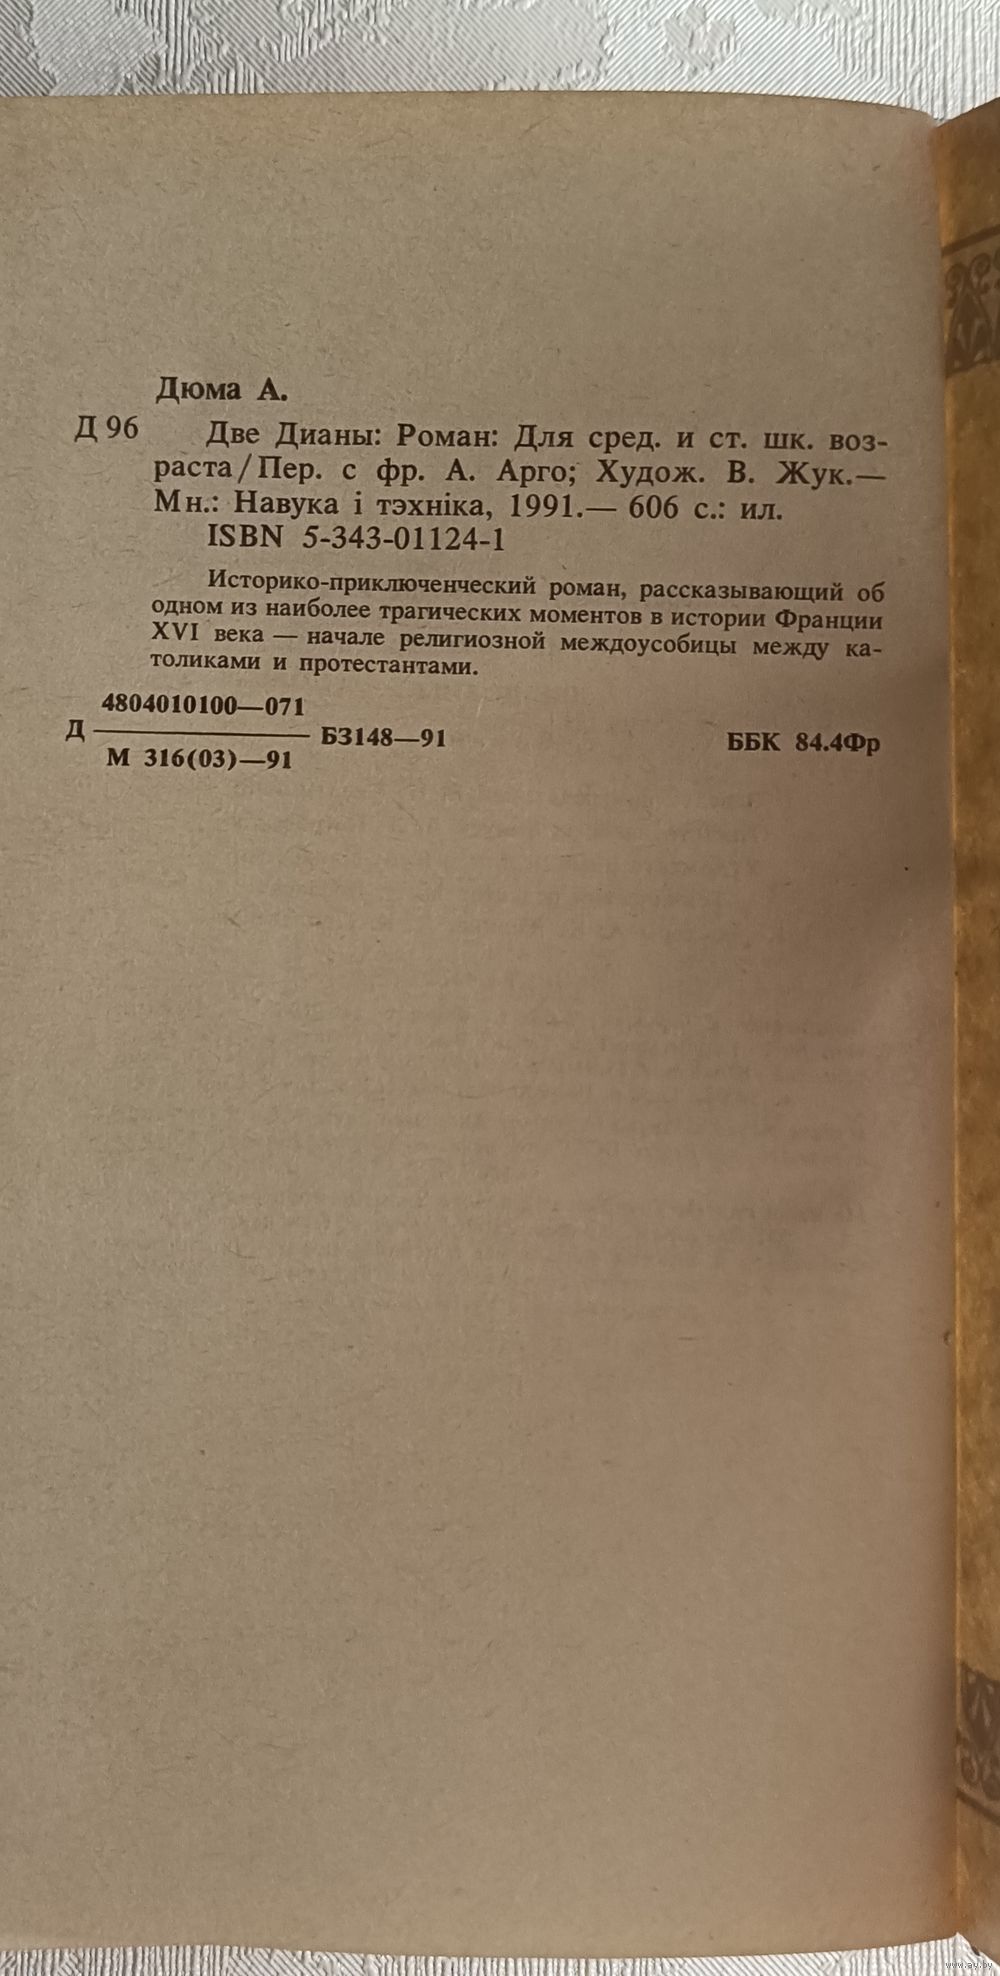 Дюма А.
Д 96 Две Дианы: Роман: Для сред. и ст. шк. воз-
раста/Пер. с фр. А. Арго; Худож. В. Жук.—
Мн.: Навука і тэхніка, 1991.— 606 с.: ил.
ISBN 5-343-01124-1
Историко-приключенческий роман, рассказывающий об
одном из наиболее трагических моментов в истории Франции
XVI века — начале религиозной междоусобицы между ка-
толиками и протестантами.
4804010100—071
Д БЗ148—91 ББК 84.4Фр
М 316(03)—91
www.ay.by